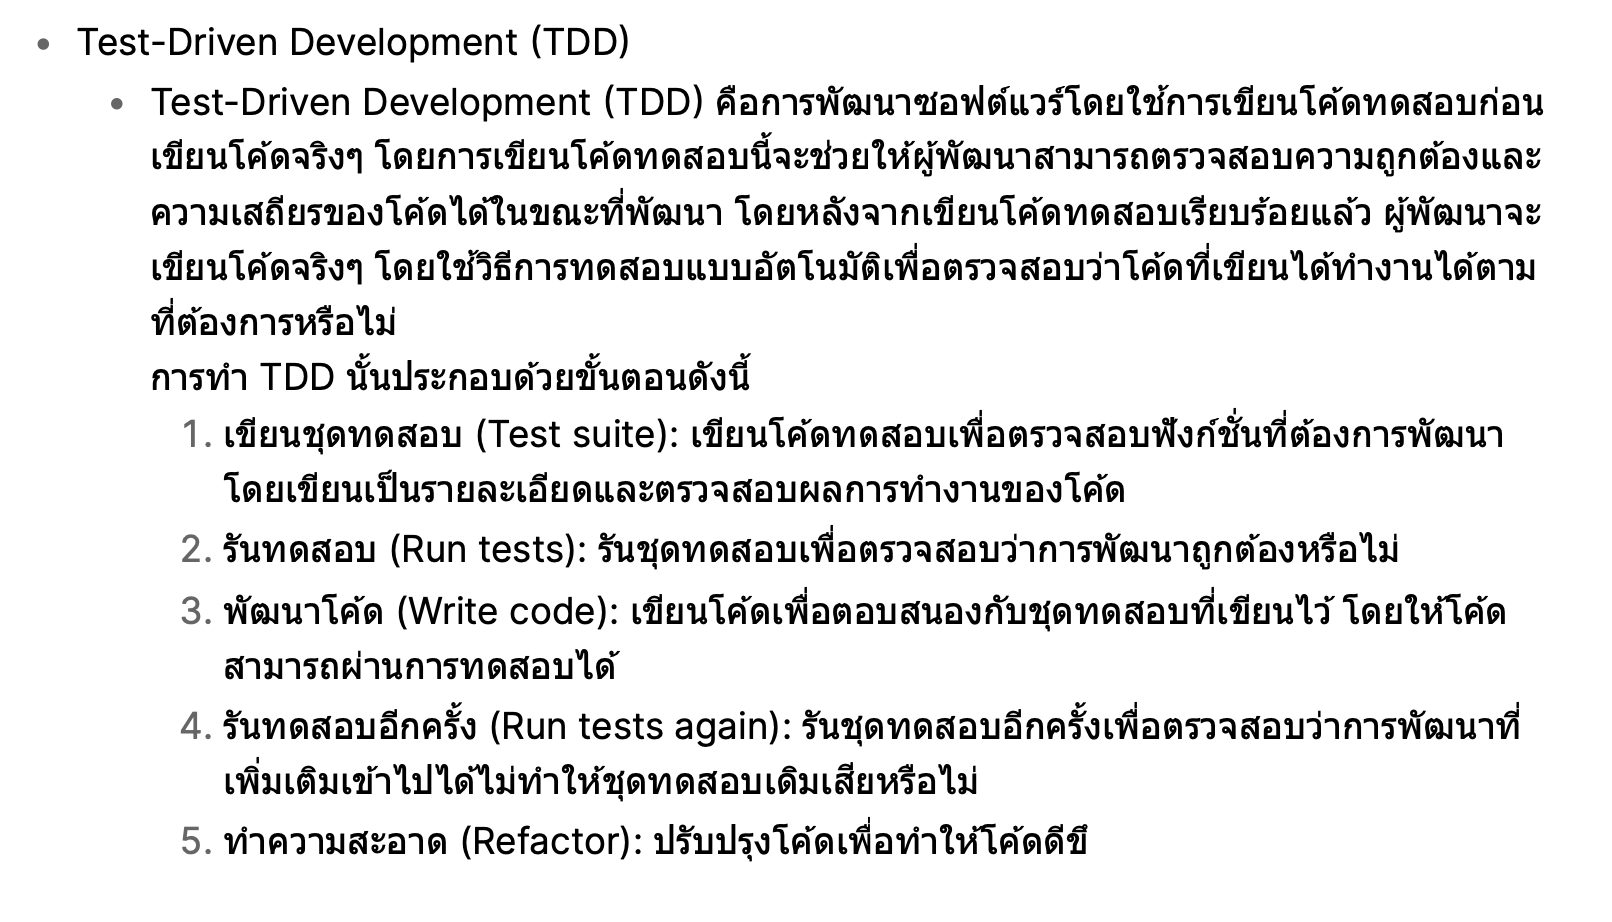 Test-Driven Development (TDD)
Test-Driven Development (TDD) คือการพัฒนาซอฟต์แวร์โดยใช้การเขียนโค้ดทดสอบก่อน
เขียนโค้ดจริงๆ โดยการเขียนโค้ดทดสอบนี้จะช่วยให้ผู้พัฒนาสามารถตรวจสอบความถูกต้องและ
ความเสถียรของโค้ดได้ในขณะที่พัฒนา โดยหลังจากเขียนโค้ดทดสอบเรียบร้อยแล้ว ผู้พัฒนาจะ
เขียนโค้ดจริงๆ โดยใช้วิธีการทดสอบแบบอัตโนมัติเพื่อตรวจสอบว่าโค้ดที่เขียนได้ทำงานได้ตาม
ที่ต้องการหรือไม่
การทำ TDD นั้นประกอบด้วยขั้นตอนดังนี้
1. เขียนชุดทดสอบ (Test suite): เขียนโค้ดทดสอบเพื่อตรวจสอบฟังก์ชั่นที่ต้องการพัฒนา
โดยเขียนเป็นรายละเอียดและตรวจสอบผลการทำงานของโค้ด
2. รันทดสอบ (Run tests): รันชุดทดสอบเพื่อตรวจสอบว่าการพัฒนาถูกต้องหรือไม่
3. พัฒนาโค้ด (Write code): เขียนโค้ดเพื่อตอบสนองกับชุดทดสอบที่เขียนไว้ โดยให้โค้ด
สามารถผ่านการทดสอบได้
4. รันทดสอบอีกครั้ง (Run tests again): รันชุดทดสอบอีกครั้งเพื่อตรวจสอบว่าการพัฒนาที่
เพิ่มเติมเข้าไปได้ไม่ทำให้ชุดทดสอบเดิมเสียหรือไม่
5. ทำความสะอาด (Refactor): ปรับปรุงโค้ดเพื่อทำให้โค้ดดีขึ